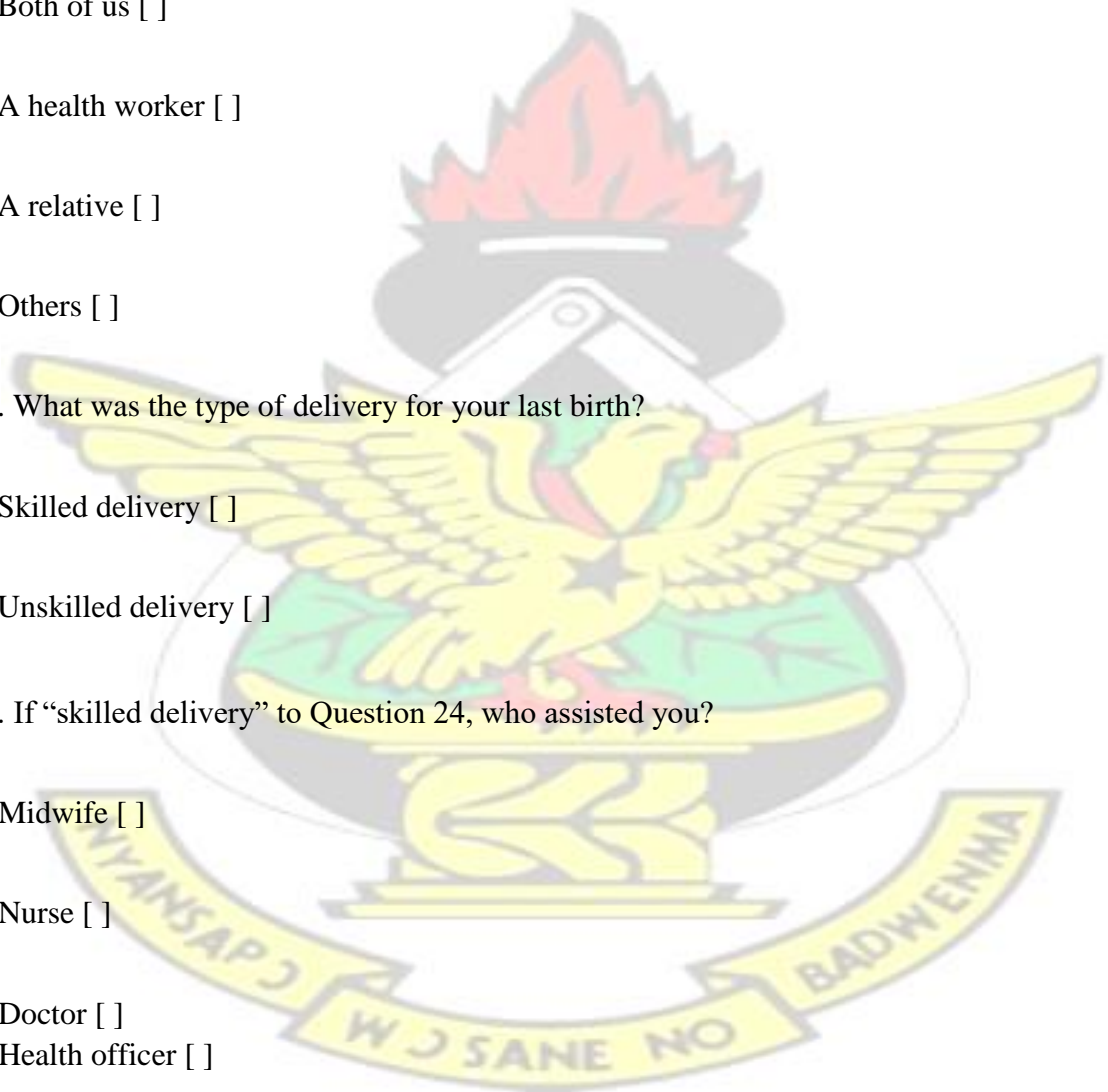 Both of us [ ]
A health worker [ ]
A relative [ ]
Others [ ]
. What was the type of delivery for your last birth?
Skilled delivery [ ]
Unskilled delivery [ ]
. If “skilled delivery” to Question 24, who assisted you?
Midwife [ ]
Nurse [ ]
Doctor [ ]
Health officer [ ]
NYANSAPƆ WƆ SANE NO BADWENMA